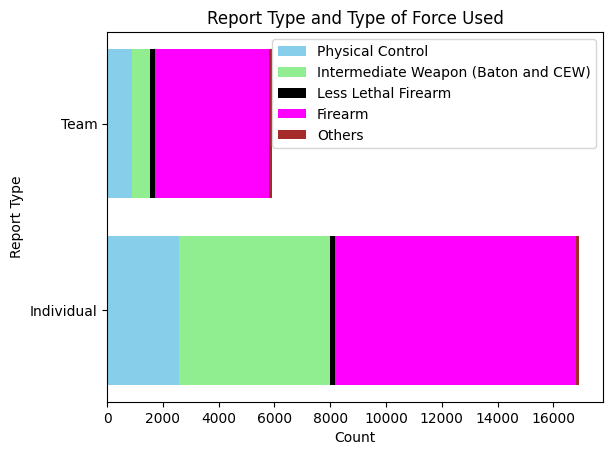 Report Type and Type of Force Used
Physical Control
Intermediate Weapon (Baton and CEW)
Less Lethal Firearm
Firearm
Others
Team
Individual
Report Type
0 2000 4000 6000 8000 10000 12000 14000 16000
Count